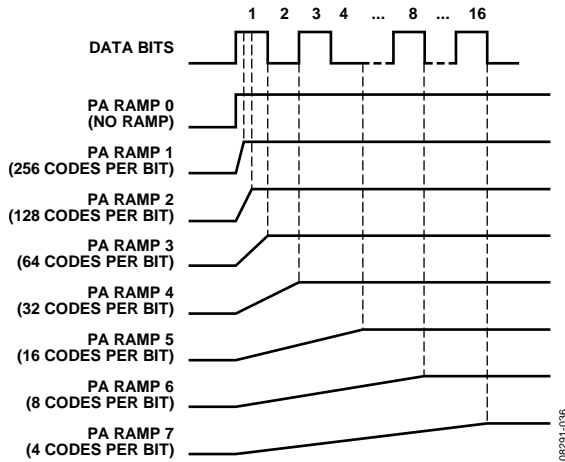 1 2 3 4 ... 8 ... 16
DATA BITS
PA RAMP 0
(NO RAMP)
PA RAMP 1
(256 CODES PER BIT)
PA RAMP 2
(128 CODES PER BIT)
PA RAMP 3
(64 CODES PER BIT)
PA RAMP 4
(32 CODES PER BIT)
PA RAMP 5
(16 CODES PER BIT)
PA RAMP 6
(8 CODES PER BIT)
PA RAMP 7
(4 CODES PER BIT)
08291-036